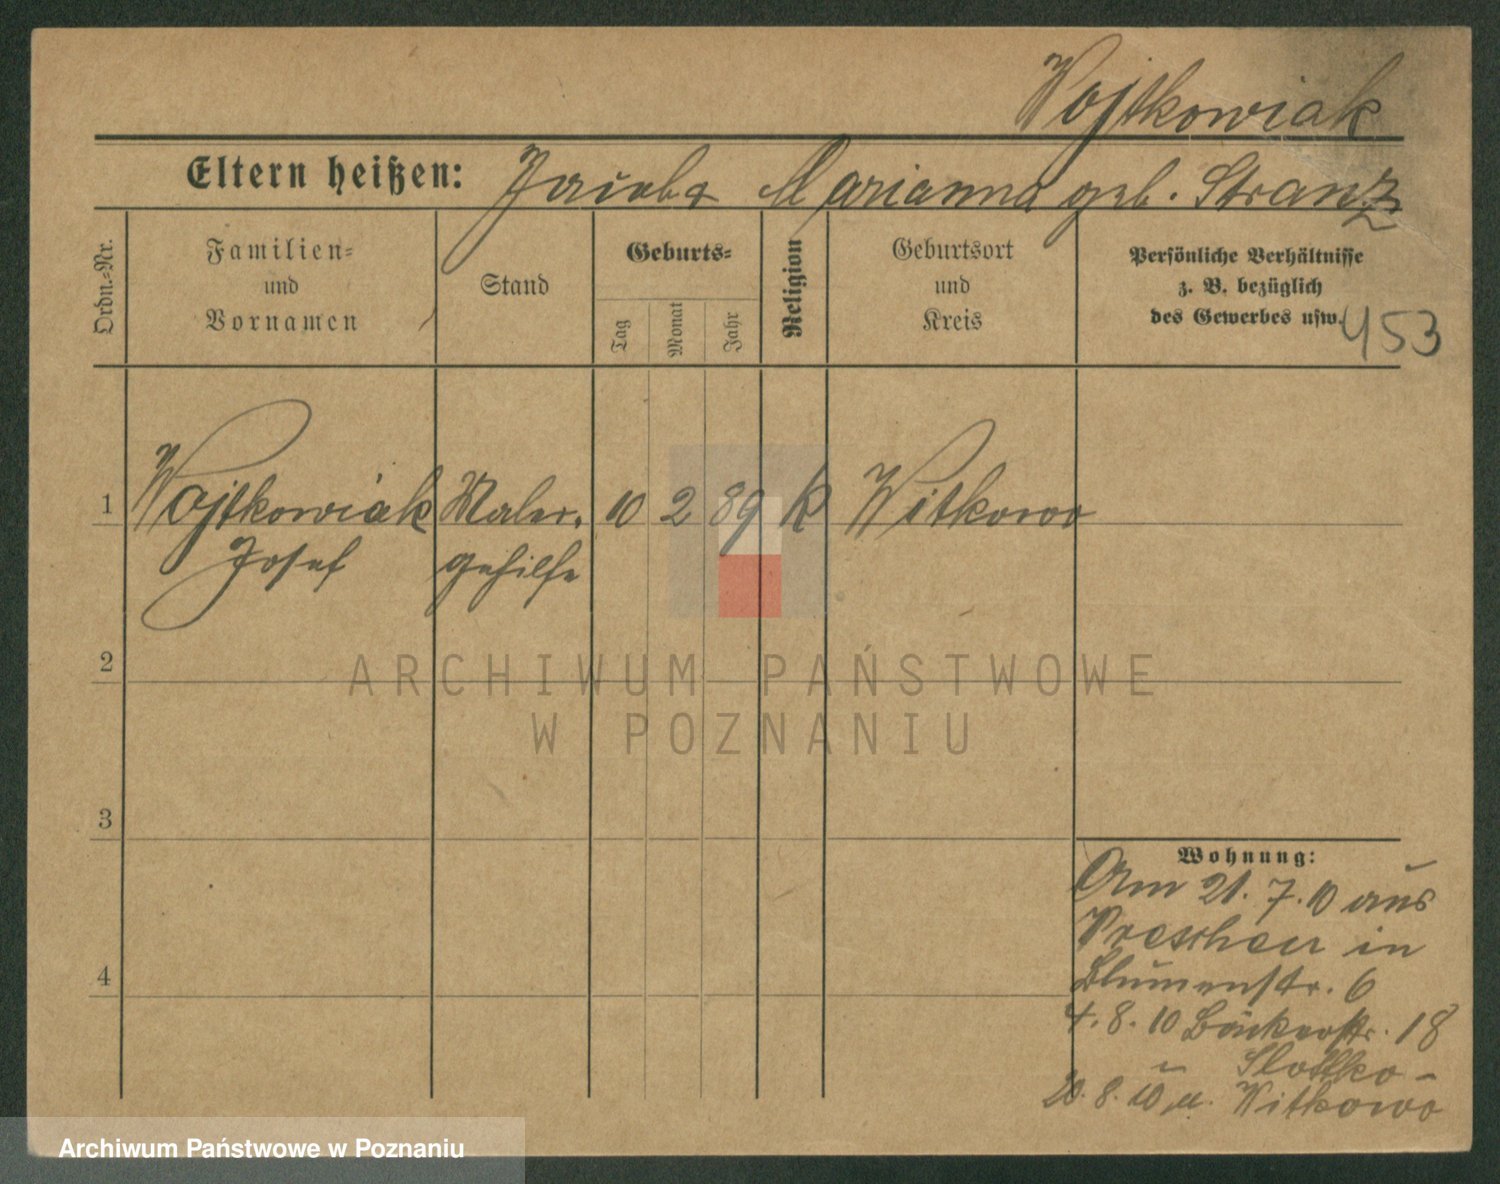 Wojtkowiak
Eltern heißen: Jacob & Marianna geb. Stranz
Ordn.-Nr.
Familien-
und
Vornamen
Stand
Geburts-
Tag
Monat
Jahr
Religion
Geburtsort
und
Kreis
Persönliche Verhältnisse
z. B. bezüglich
des Gewerbes usw.
453
1 Wojtkowiak Maler- 10 2 89 K Witkowo
Josef gehilfe
2
3
4
Wohnung:
Am 21. 7. 10 aus
Wreschen in
Blumenstr. 6
4. 8. 10 Bäckerstr. 18
20. 8. 10 n. Witkowo
ARCHIWUM PAŃSTWOWE
W POZNANIU
Archiwum Państwowe w Poznaniu